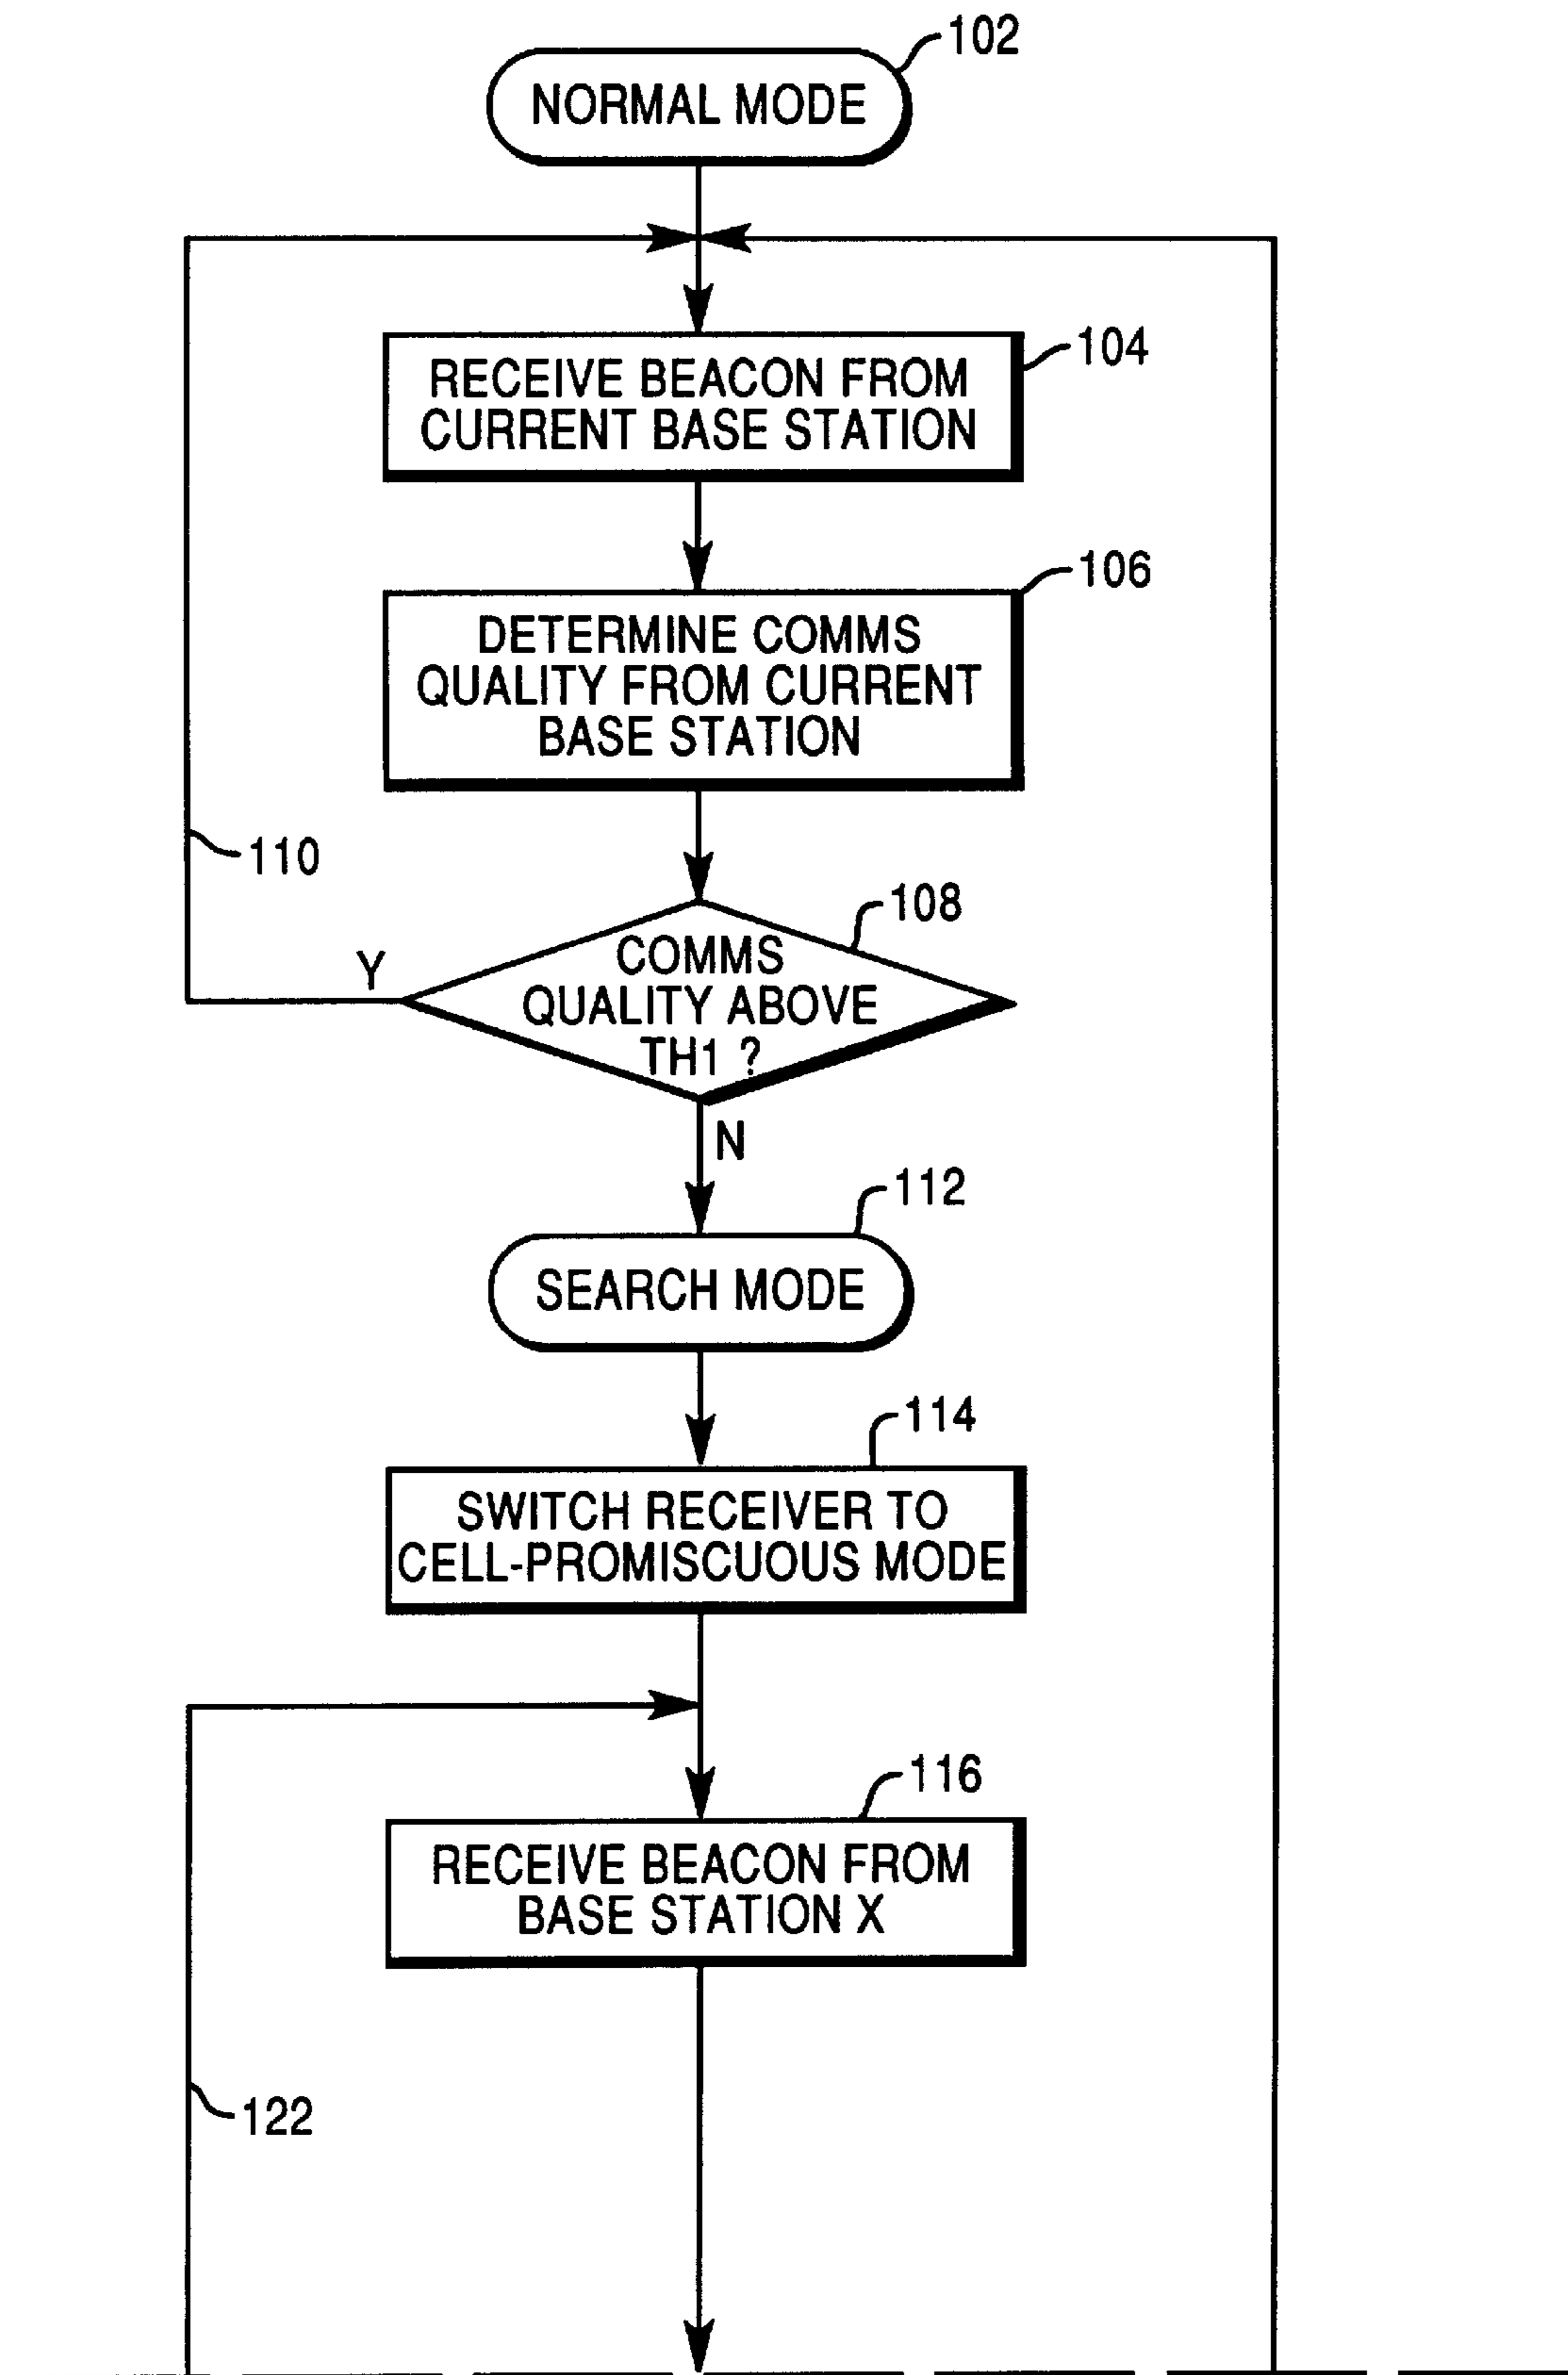 102
NORMAL MODE
104
RECEIVE BEACON FROM
CURRENT BASE STATION
106
DETERMINE COMMS
QUALITY FROM CURRENT
BASE STATION
110
108
Y
COMMS
QUALITY ABOVE
TH1 ?
N
112
SEARCH MODE
114
SWITCH RECEIVER TO
CELL-PROMISCUOUS MODE
116
RECEIVE BEACON FROM
BASE STATION X
122